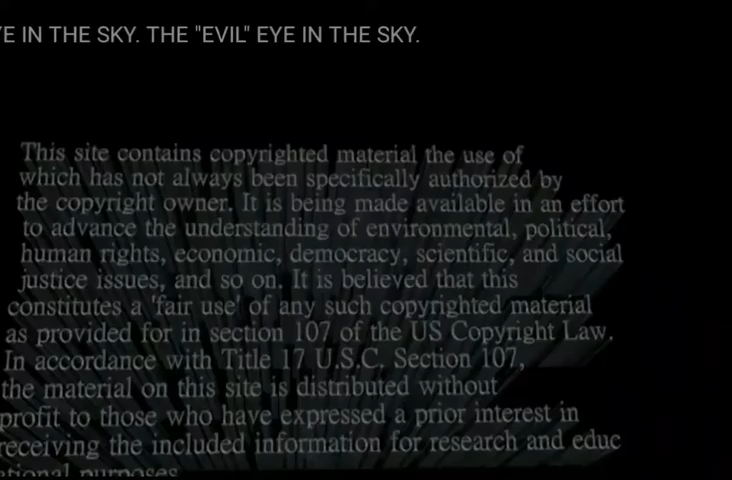 YE IN THE SKY. THE "EVIL" EYE IN THE SKY.
This site contains copyrighted material the use of
which has not always been specifically authorized by
the copyright owner. It is being made available in an effort
to advance the understanding of environmental, political,
human rights, economic, democracy, scientific, and social
justice issues, and so on. It is believed that this
constitutes a 'fair use' of any such copyrighted material
as provided for in section 107 of the US Copyright Law.
In accordance with Title 17 U.S.C. Section 107,
the material on this site is distributed without
profit to those who have expressed a prior interest in
receiving the included information for research and educ
ational purposes